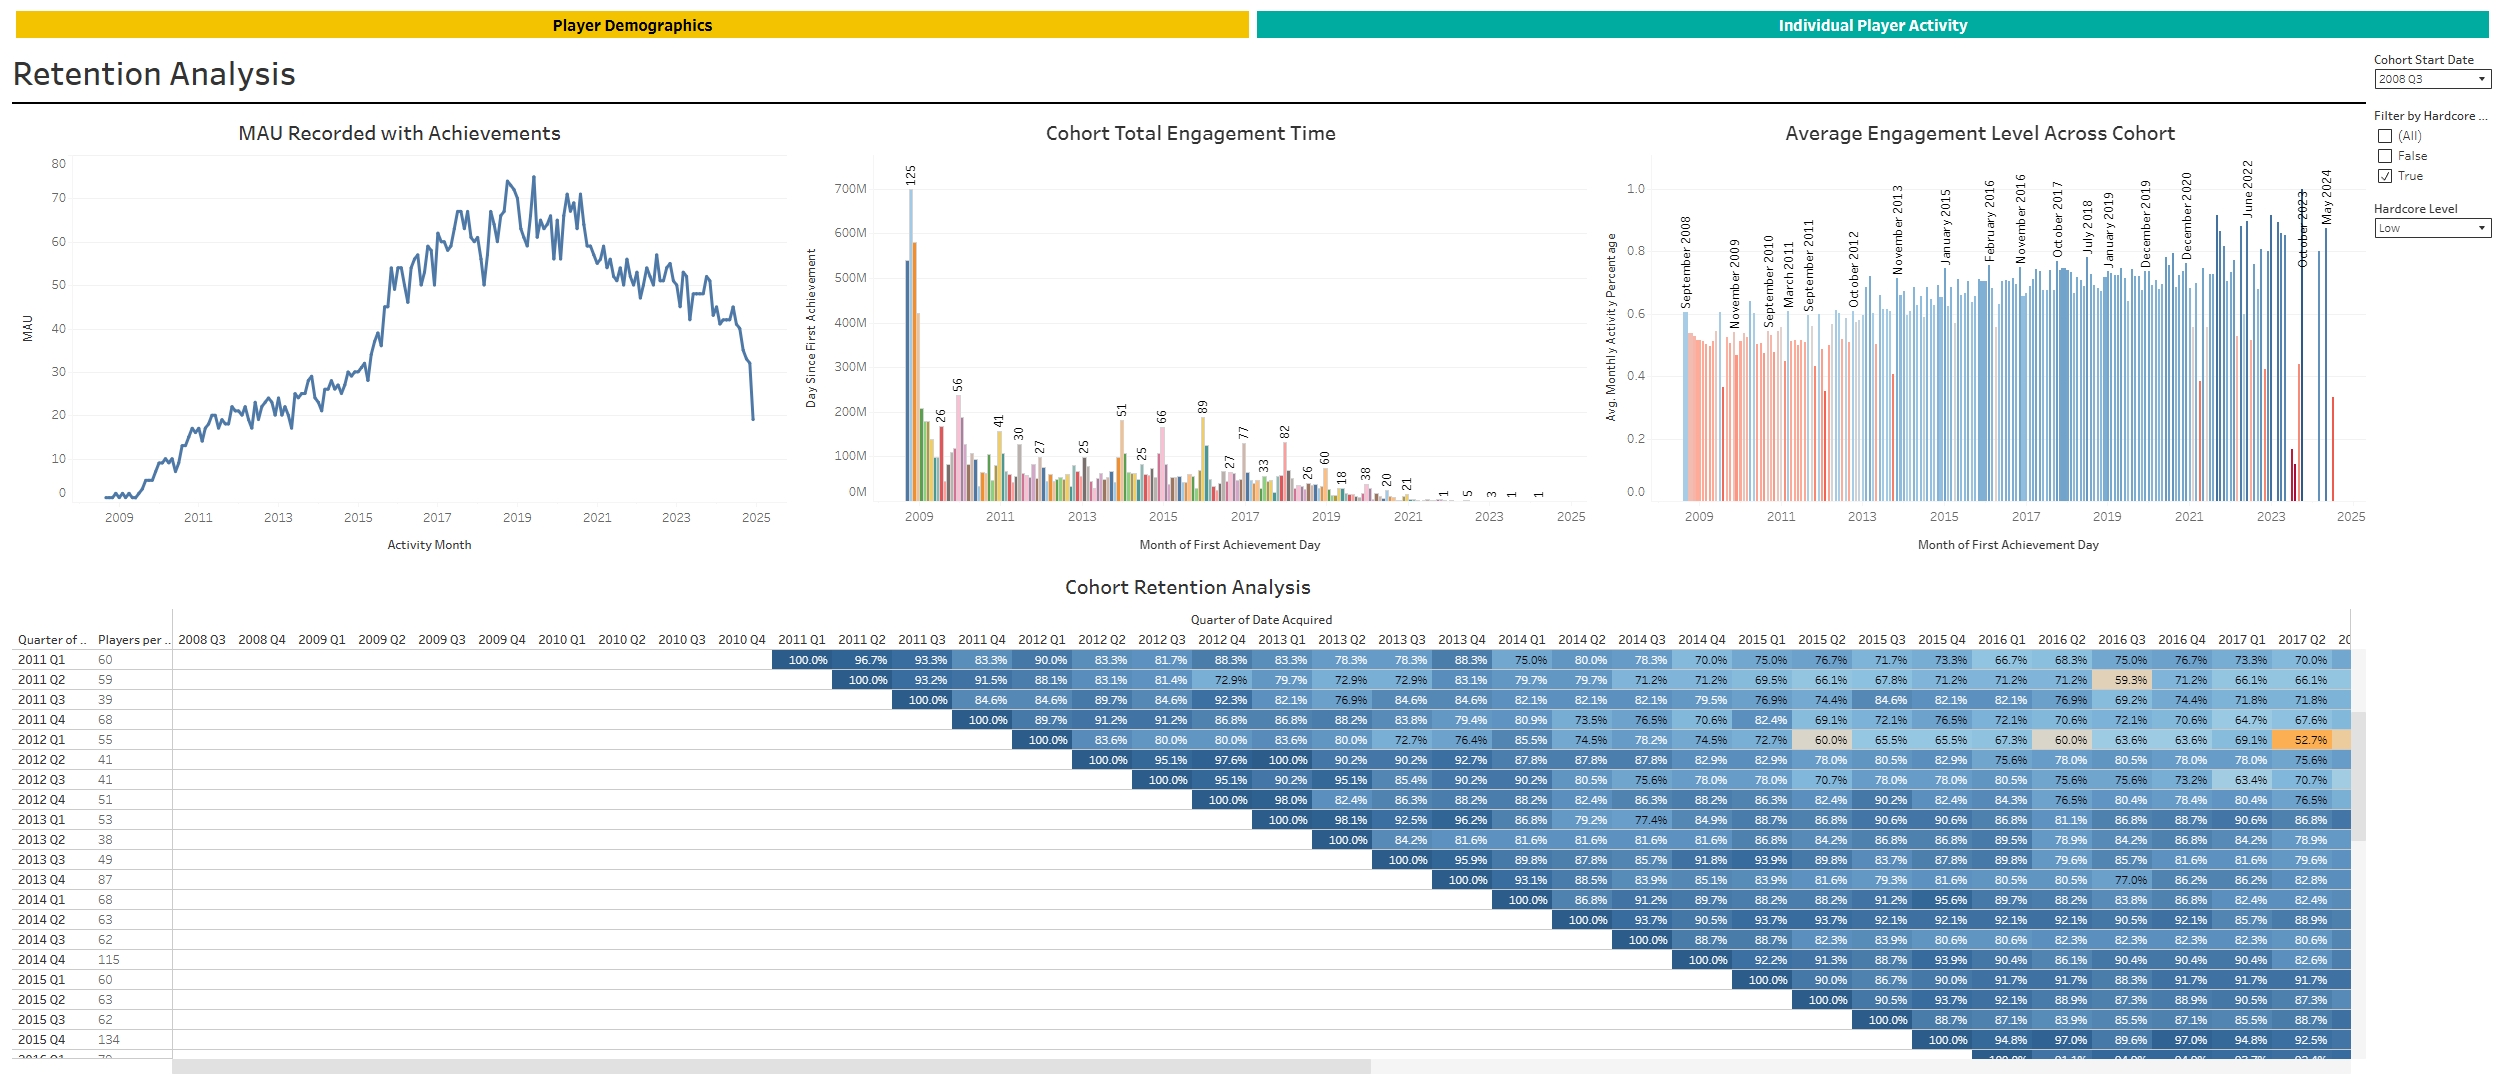 Player Demographics
Individual Player Activity
Retention Analysis
Cohort Start Date
2008 Q3
Filter by Hardcore ...
(All)
False
True
Hardcore Level
Low
MAU Recorded with Achievements
80
70
60
50
40
30
20
10
0
MAU
2009 2011 2013 2015 2017 2019 2021 2023 2025
Activity Month
Cohort Total Engagement Time
700M
600M
500M
400M
300M
200M
100M
0M
Day Since First Achievement
125 26 56 41 30 27 25 51 25 66 89 27 77 33 82 26 60 18 38 20 21 1 5 3 1 1
2009 2011 2013 2015 2017 2019 2021 2023 2025
Month of First Achievement Day
Average Engagement Level Across Cohort
1.0
0.8
0.6
0.4
0.2
0.0
Avg. Monthly Activity Percentage
September 2008
November 2009
September 2010
March 2011
September 2011
October 2012
November 2013
January 2015
February 2016
November 2016
October 2017
July 2018
January 2019
December 2019
December 2020
June 2022
October 2023
May 2024
2009 2011 2013 2015 2017 2019 2021 2023 2025
Month of First Achievement Day
Cohort Retention Analysis
Quarter of Date Acquired
Quarter of .. Players per .. 2008 Q3 2008 Q4 2009 Q1 2009 Q2 2009 Q3 2009 Q4 2010 Q1 2010 Q2 2010 Q3 2010 Q4 2011 Q1 2011 Q2 2011 Q3 2011 Q4 2012 Q1 2012 Q2 2012 Q3 2012 Q4 2013 Q1 2013 Q2 2013 Q3 2013 Q4 2014 Q1 2014 Q2 2014 Q3 2014 Q4 2015 Q1 2015 Q2 2015 Q3 2015 Q4 2016 Q1 2016 Q2 2016 Q3 2016 Q4 2017 Q1 2017 Q2
2011 Q1 60 100.0% 96.7% 93.3% 83.3% 90.0% 83.3% 81.7% 88.3% 83.3% 78.3% 78.3% 88.3% 75.0% 80.0% 78.3% 70.0% 75.0% 76.7% 71.7% 73.3% 66.7% 68.3% 75.0% 76.7% 73.3% 70.0%
2011 Q2 59 100.0% 93.2% 91.5% 88.1% 83.1% 81.4% 72.9% 79.7% 72.9% 72.9% 83.1% 79.7% 79.7% 71.2% 71.2% 69.5% 66.1% 67.8% 71.2% 71.2% 71.2% 59.3% 71.2% 66.1% 66.1%
2011 Q3 39 100.0% 84.6% 84.6% 89.7% 84.6% 92.3% 82.1% 76.9% 84.6% 84.6% 82.1% 82.1% 82.1% 79.5% 76.9% 74.4% 84.6% 82.1% 82.1% 76.9% 69.2% 74.4% 71.8% 71.8%
2011 Q4 68 100.0% 89.7% 91.2% 91.2% 86.8% 86.8% 88.2% 83.8% 79.4% 80.9% 73.5% 76.5% 70.6% 82.4% 69.1% 72.1% 76.5% 72.1% 70.6% 72.1% 70.6% 64.7% 67.6%
2012 Q1 55 100.0% 83.6% 80.0% 80.0% 83.6% 80.0% 72.7% 76.4% 85.5% 74.5% 78.2% 74.5% 72.7% 60.0% 65.5% 65.5% 67.3% 60.0% 63.6% 63.6% 69.1% 52.7%
2012 Q2 41 100.0% 95.1% 97.6% 100.0% 90.2% 90.2% 92.7% 87.8% 87.8% 87.8% 82.9% 82.9% 78.0% 80.5% 82.9% 75.6% 78.0% 80.5% 78.0% 78.0% 75.6%
2012 Q3 41 100.0% 95.1% 90.2% 95.1% 85.4% 90.2% 90.2% 80.5% 75.6% 78.0% 78.0% 70.7% 78.0% 78.0% 80.5% 75.6% 75.6% 73.2% 63.4% 70.7%
2012 Q4 51 100.0% 98.0% 82.4% 86.3% 88.2% 88.2% 82.4% 86.3% 88.2% 86.3% 82.4% 90.2% 82.4% 84.3% 76.5% 80.4% 78.4% 80.4% 76.5%
2013 Q1 53 100.0% 98.1% 92.5% 96.2% 86.8% 79.2% 77.4% 84.9% 88.7% 86.8% 90.6% 90.6% 86.8% 81.1% 86.8% 88.7% 90.6% 86.8%
2013 Q2 38 100.0% 84.2% 81.6% 81.6% 81.6% 81.6% 81.6% 86.8% 84.2% 86.8% 86.8% 89.5% 78.9% 84.2% 86.8% 84.2% 78.9%
2013 Q3 49 100.0% 95.9% 89.8% 87.8% 85.7% 91.8% 93.9% 89.8% 83.7% 87.8% 89.8% 79.6% 85.7% 81.6% 81.6% 79.6%
2013 Q4 87 100.0% 93.1% 88.5% 83.9% 85.1% 83.9% 81.6% 79.3% 81.6% 80.5% 80.5% 77.0% 86.2% 86.2% 82.8%
2014 Q1 68 100.0% 86.8% 91.2% 89.7% 88.2% 88.2% 91.2% 95.6% 89.7% 88.2% 83.8% 86.8% 82.4% 82.4%
2014 Q2 63 100.0% 93.7% 90.5% 93.7% 93.7% 92.1% 92.1% 92.1% 92.1% 90.5% 92.1% 85.7% 88.9%
2014 Q3 62 100.0% 88.7% 88.7% 82.3% 83.9% 80.6% 80.6% 82.3% 82.3% 82.3% 82.3% 80.6%
2014 Q4 115 100.0% 92.2% 91.3% 88.7% 93.9% 90.4% 86.1% 90.4% 90.4% 90.4% 82.6%
2015 Q1 60 100.0% 90.0% 86.7% 90.0% 91.7% 91.7% 88.3% 91.7% 91.7% 91.7%
2015 Q2 63 100.0% 90.5% 93.7% 92.1% 88.9% 87.3% 88.9% 90.5% 87.3%
2015 Q3 62 100.0% 88.7% 87.1% 83.9% 85.5% 87.1% 85.5% 88.7%
2015 Q4 134 100.0% 94.8% 97.0% 89.6% 97.0% 94.8% 92.5%